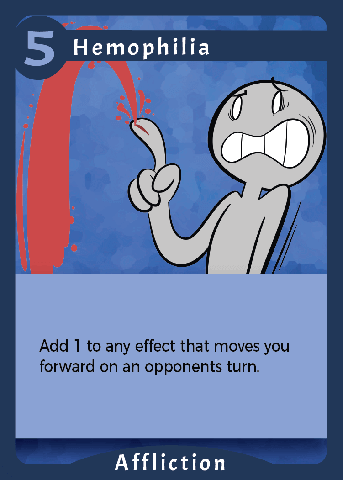 5
Hemophilia
Add 1 to any effect that moves you
forward on an opponents turn.
Affliction